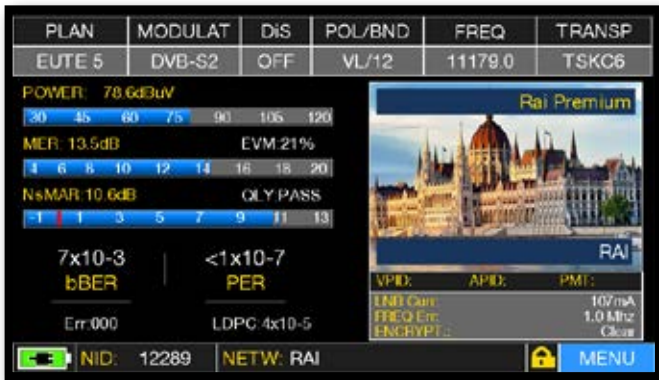 PLAN MODULAT DiS POL/BND FREQ TRANSP
EUTE 5 DVB-S2 OFF VL/12 11179.0 TSKC6
POWER: 78.6dBuV
30 45 60 75 90 105 120
MER: 13.5dB EVM:21%
4 6 8 10 12 14 16 18 20
NsMAR:10.6dB QLY:PASS
-1 1 3 5 7 9 11 13
7x10-3 <1x10-7
bBER PER
Err:000 LDPC:4x10-5
Rai Premium
RAI
VPID: APID: PMT:
LNB Curr: 107mA
FREQ Err: 1.0 Mhz
ENCRYPT.: Clear
NID: 12289 NETW: RAI MENU